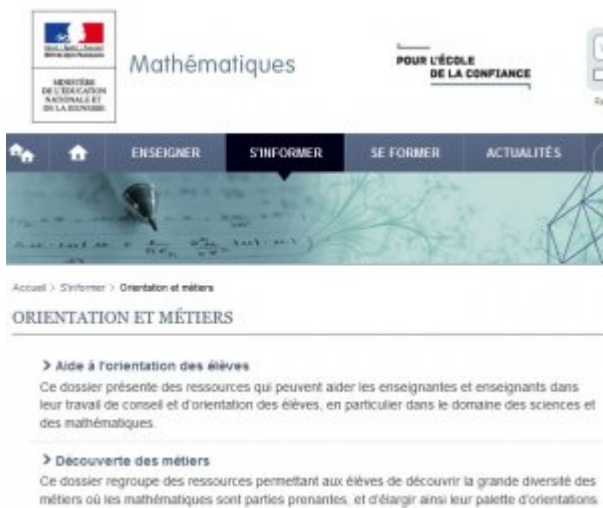 Mathématiques
POUR L'ÉCOLE
DE LA CONFIANCE
MINISTÈRE
DE L'ÉDUCATION
NATIONALE ET
DE LA JEUNESSE
ENSEIGNER
S'INFORMER
SE FORMER
ACTUALITÉS
Accueil > S'informer > Orientation et métiers
ORIENTATION ET MÉTIERS
> Aide à l'orientation des élèves
Ce dossier présente des ressources qui peuvent aider les enseignantes et enseignants dans
leur travail de conseil et d'orientation des élèves, en particulier dans le domaine des sciences et
des mathématiques.
> Découverte des métiers
Ce dossier regroupe des ressources permettant aux élèves de découvrir la grande diversité des
métiers où les mathématiques sont parties prenantes, et d'élargir ainsi leur palette d'orientations